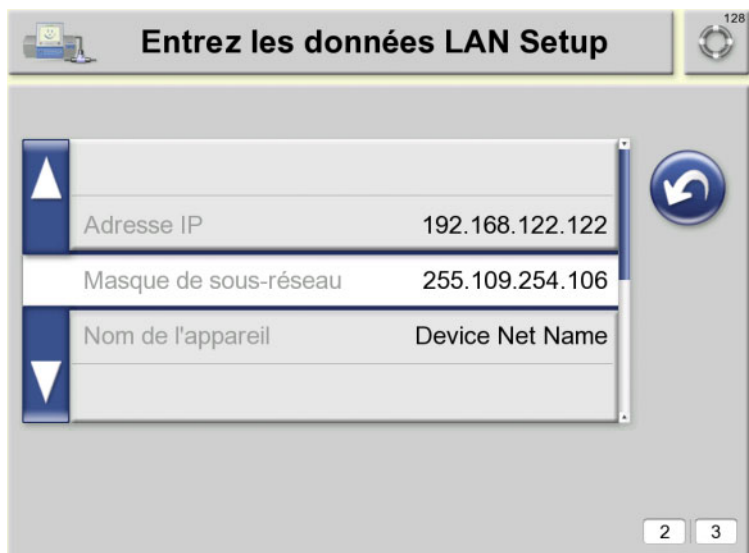 Entrez les données LAN Setup
128
Adresse IP 192.168.122.122
Masque de sous-réseau 255.109.254.106
Nom de l'appareil Device Net Name
2 3